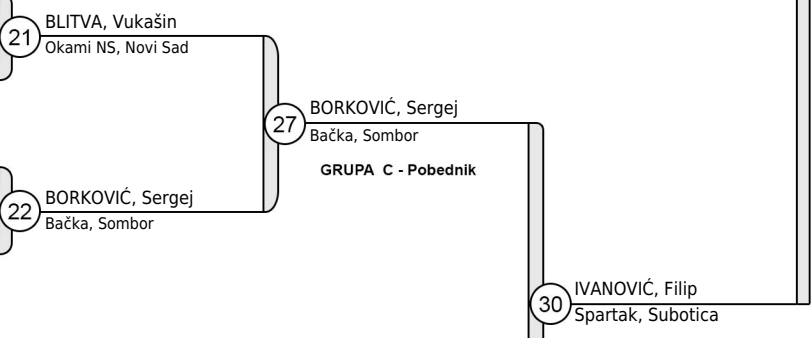 BLITVA, Vukašin
21
Okami NS, Novi Sad
BORKOVIĆ, Sergej
27
Bačka, Sombor
GRUPA C - Pobednik
BORKOVIĆ, Sergej
22
Bačka, Sombor
IVANOVIĆ, Filip
30
Spartak, Subotica